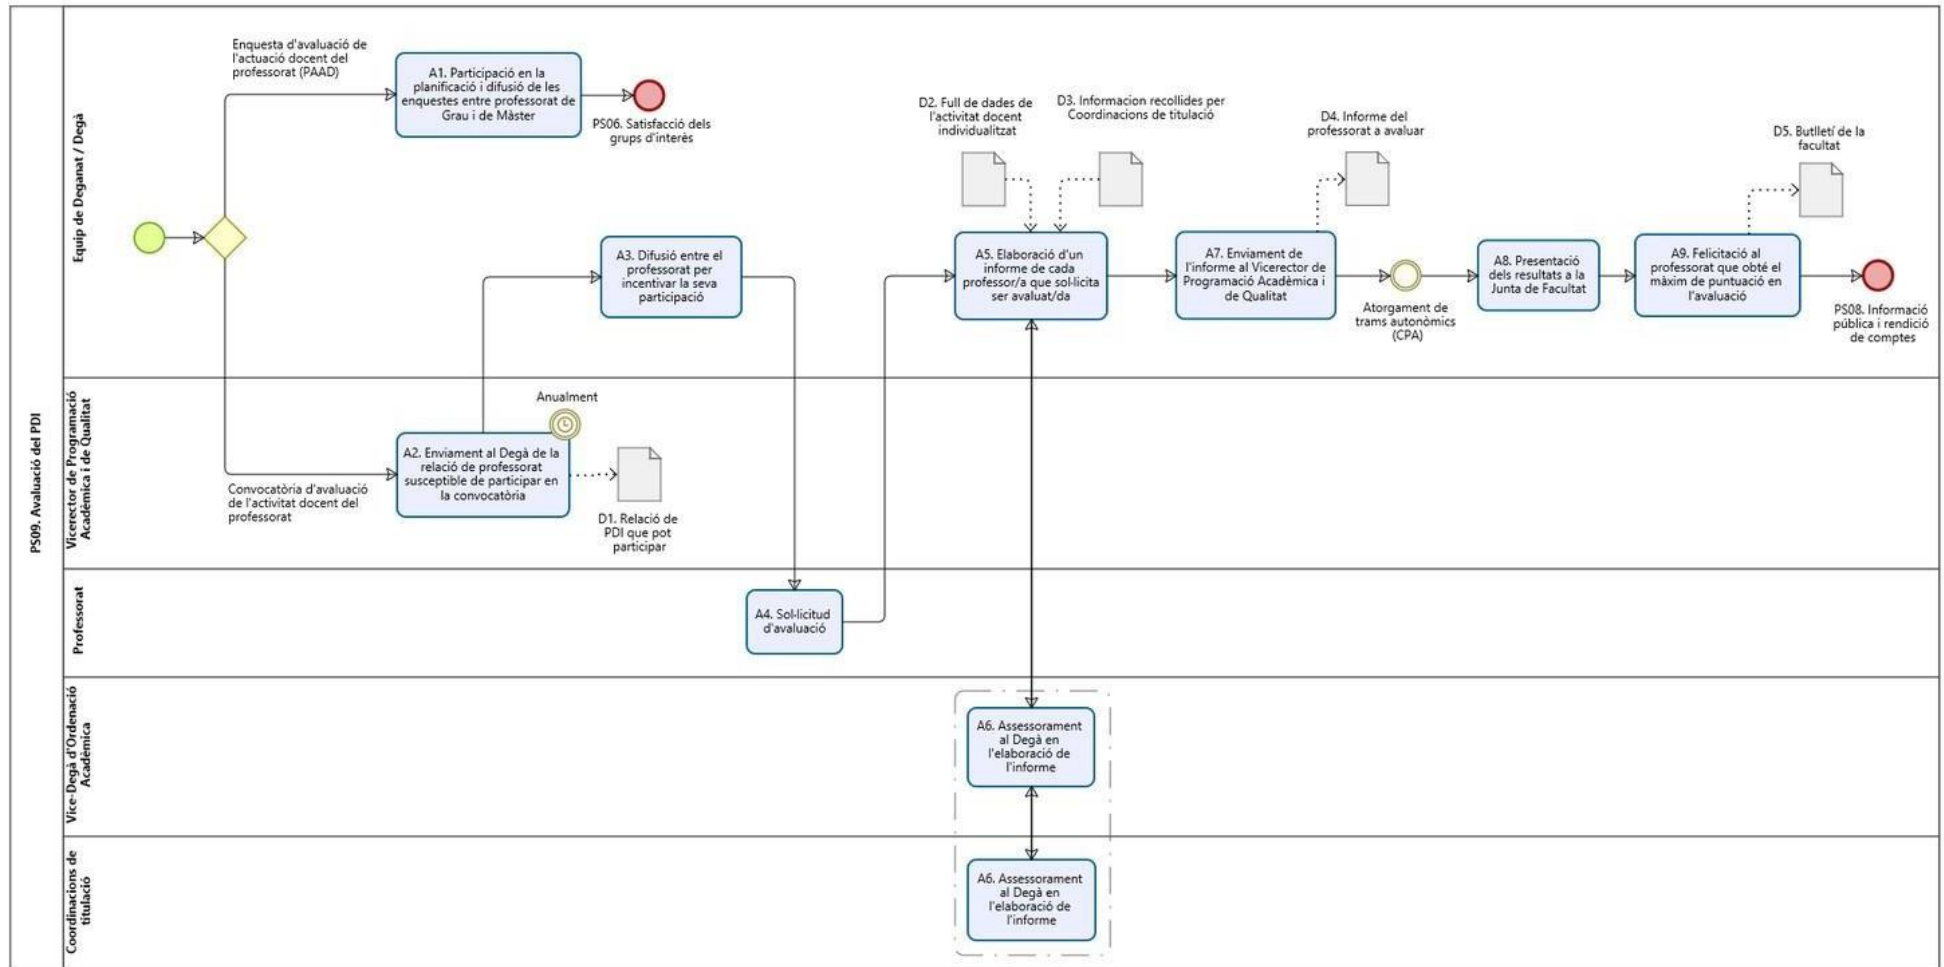 PS09. Avaluació del PDI
Equip de Deganat / Degà
Enquesta d'avaluació de
l'actuació docent del
professorat (PAAD)
A1. Participació en la
planificació i difusió de les
enquestes entre professorat de
Grau i de Màster
PS06. Satisfacció dels
grups d'interès
A3. Difusió entre el
professorat per
incentivar la seva
participació
D2. Full de dades de
l'activitat docent
individualitzat
D3. Informacion recollides per
Coordinacions de titulació
A5. Elaboració d'un
informe de cada
professor/a que sol·licita
ser avaluat/da
D4. Informe del
professorat a avaluar
A7. Enviament de
l'informe al Vicerector de
Programació Acadèmica i
de Qualitat
Atorgament de
trams autonòmics
(CPA)
A8. Presentació
dels resultats a la
Junta de Facultat
D5. Butlletí de la
facultat
A9. Felicitació al
professorat que obté el
màxim de puntuació en
l'avaluació
PS08. Informació
pública i rendició
de comptes
Vicerector de Programació
Acadèmica i de Qualitat
Convocatòria d'avaluació
de l'activitat docent del
professorat
Anualment
A2. Enviament al Degà de la
relació de professorat
susceptible de participar en
la convocatòria
D1. Relació de
PDI que pot
participar
Professorat
A4. Sol·licitud
d'avaluació
Vice-Degà d'Ordenació
Acadèmica
A6. Assessorament
al Degà en
l'elaboració de
l'informe
Coordinacions de
titulació
A6. Assessorament
al Degà en
l'elaboració de
l'informe